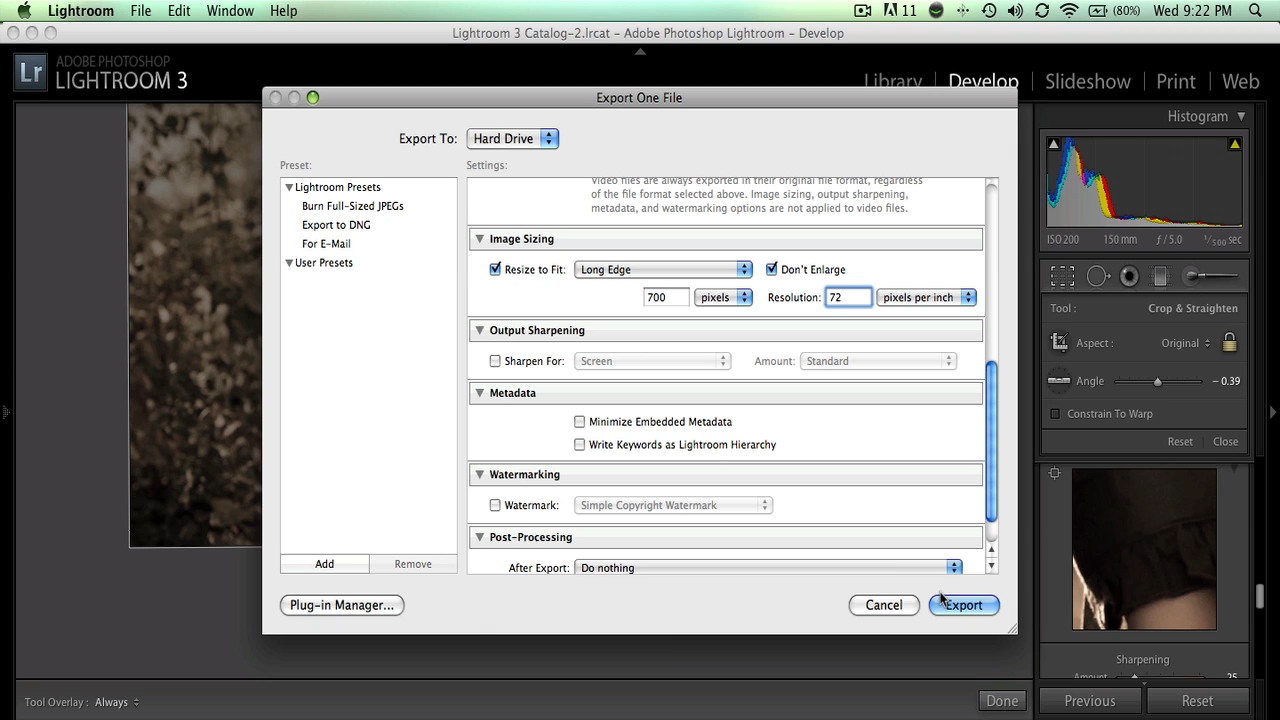 Lightroom File Edit Window Help 11 (80%) Wed 9:22 PM
Lightroom 3 Catalog-2.lrcat - Adobe Photoshop Lightroom - Develop
Lr ADOBE PHOTOSHOP
LIGHTROOM 3
Library Develop Slideshow Print Web
Export One File
Export To: Hard Drive
Preset:
Lightroom Presets
Burn Full-Sized JPEGs
Export to DNG
For E-Mail
User Presets
Add Remove
Settings:
Video files are always exported in their original file format, regardless
of the file format selected above. Image sizing, output sharpening,
metadata, and watermarking options are not applied to video files.
Image Sizing
Resize to Fit: Long Edge Don't Enlarge
700 pixels Resolution: 72 pixels per inch
Output Sharpening
Sharpen For: Screen Amount: Standard
Metadata
Minimize Embedded Metadata
Write Keywords as Lightroom Hierarchy
Watermarking
Watermark: Simple Copyright Watermark
Post-Processing
After Export: Do nothing
Plug-in Manager... Cancel Export
Histogram
ISO 200 150 mm ƒ / 5.0 1/500 sec
Tool : Crop & Straighten
Aspect : Original
Angle – 0.39
Constrain To Warp
Reset Close
Sharpening
Amount 25
Tool Overlay : Always Done Previous Reset